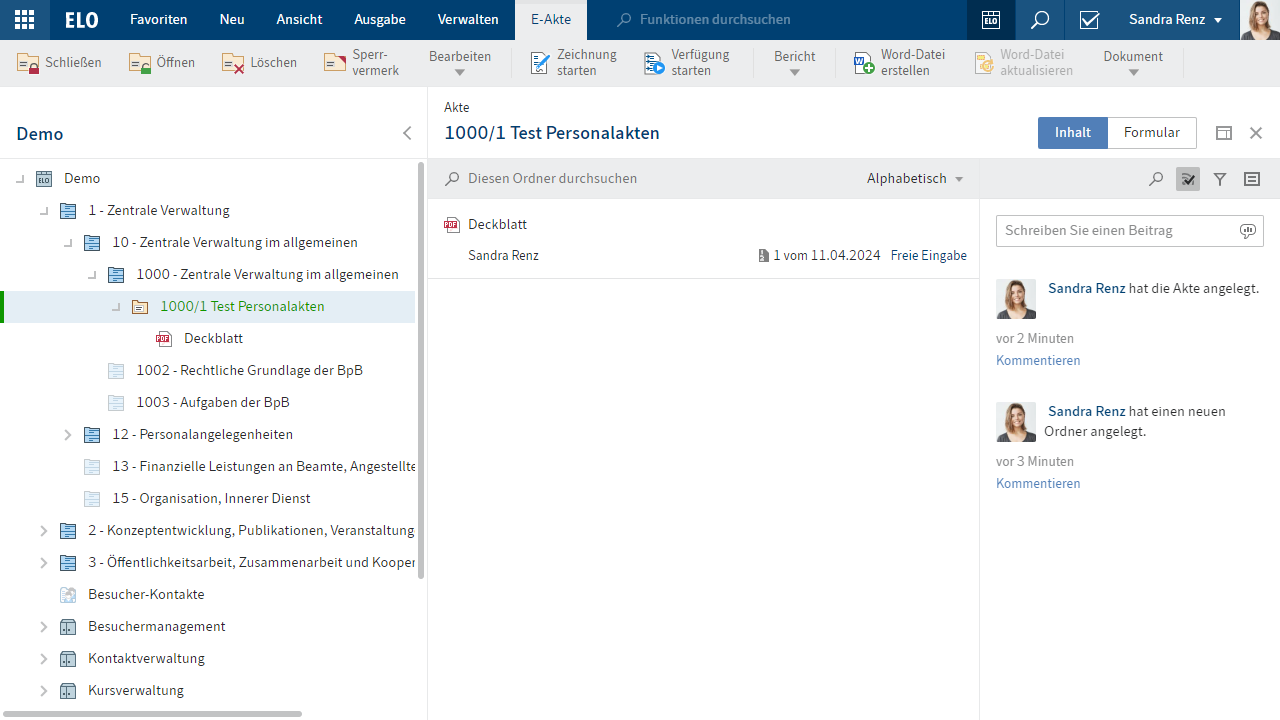 ELO Favoriten Neu Ansicht Ausgabe Verwalten E-Akte Funktionen durchsuchen ELO Sandra Renz
Schließen Öffnen Löschen Sperr-
vermerk Bearbeiten Zeichnung
starten Verfügung
starten Bericht Word-Datei
erstellen Word-Datei
aktualisieren Dokument
Demo
Demo
1 - Zentrale Verwaltung
10 - Zentrale Verwaltung im allgemeinen
1000 - Zentrale Verwaltung im allgemeinen
1000/1 Test Personalakten
Deckblatt
1002 - Rechtliche Grundlage der BpB
1003 - Aufgaben der BpB
12 - Personalangelegenheiten
13 - Finanzielle Leistungen an Beamte, Angestellte
15 - Organisation, Innerer Dienst
2 - Konzeptentwicklung, Publikationen, Veranstaltunge
3 - Öffentlichkeitsarbeit, Zusammenarbeit und Kooper
Besucher-Kontakte
Besuchermanagement
Kontaktverwaltung
Kursverwaltung
Akte
1000/1 Test Personalakten
Inhalt Formular
Diesen Ordner durchsuchen Alphabetisch
Deckblatt
Sandra Renz 1 vom 11.04.2024 Freie Eingabe
Schreiben Sie einen Beitrag
Sandra Renz hat die Akte angelegt.
vor 2 Minuten
Kommentieren
Sandra Renz hat einen neuen
Ordner angelegt.
vor 3 Minuten
Kommentieren